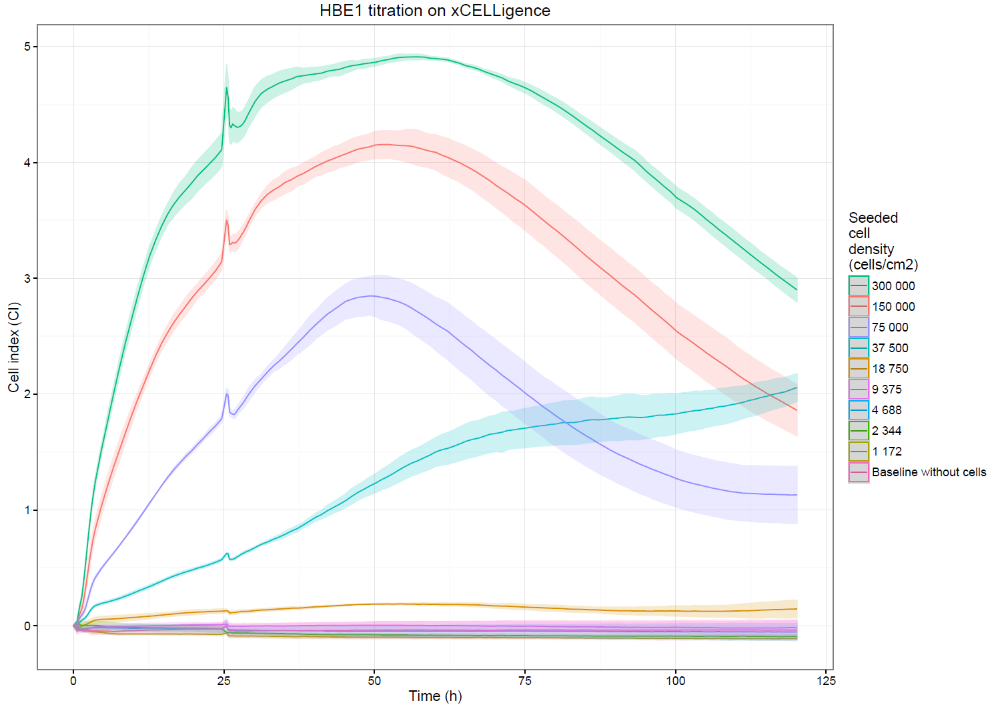 HBE1 titration on xCELLigence
Cell index (CI)
5
4
3
2
1
0
0 25 50 75 100 125
Time (h)
Seeded
cell
density
(cells/cm2)
300 000
150 000
75 000
37 500
18 750
9 375
4 688
2 344
1 172
Baseline without cells